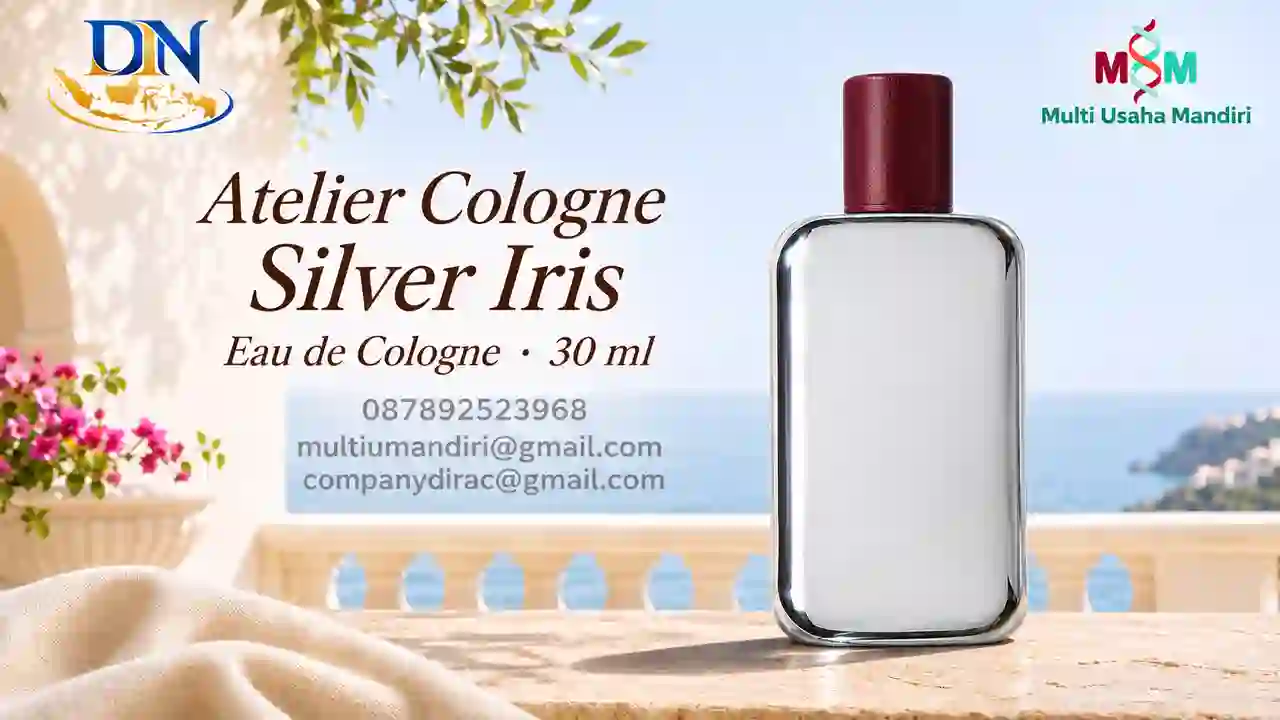 DN
M M
Multi Usaha Mandiri
Atelier Cologne
Silver Iris
Eau de Cologne · 30 ml
087892523968
multiumandiri@gmail.com
companydirac@gmail.com